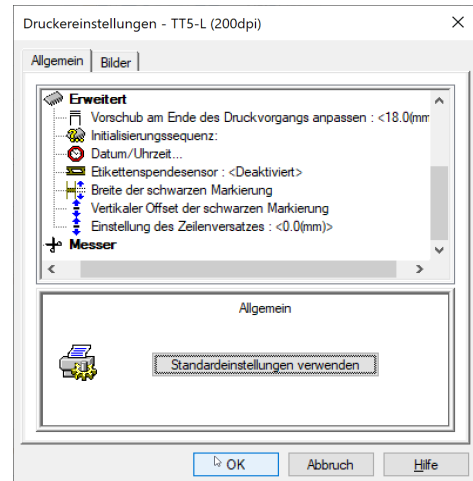 Druckereinstellungen - TT5-L (200dpi)
Allgemein Bilder
Erweitert
Vorschub am Ende des Druckvorgangs anpassen : <18.0(mm
Initialisierungssequenz:
Datum/Uhrzeit...
Etikettenspendesensor : <Deaktiviert>
Breite der schwarzen Markierung
Vertikaler Offset der schwarzen Markierung
Einstellung des Zeilenversatzes : <0.0(mm)>
Messer
Allgemein
Standardeinstellungen verwenden
OK Abbruch Hilfe